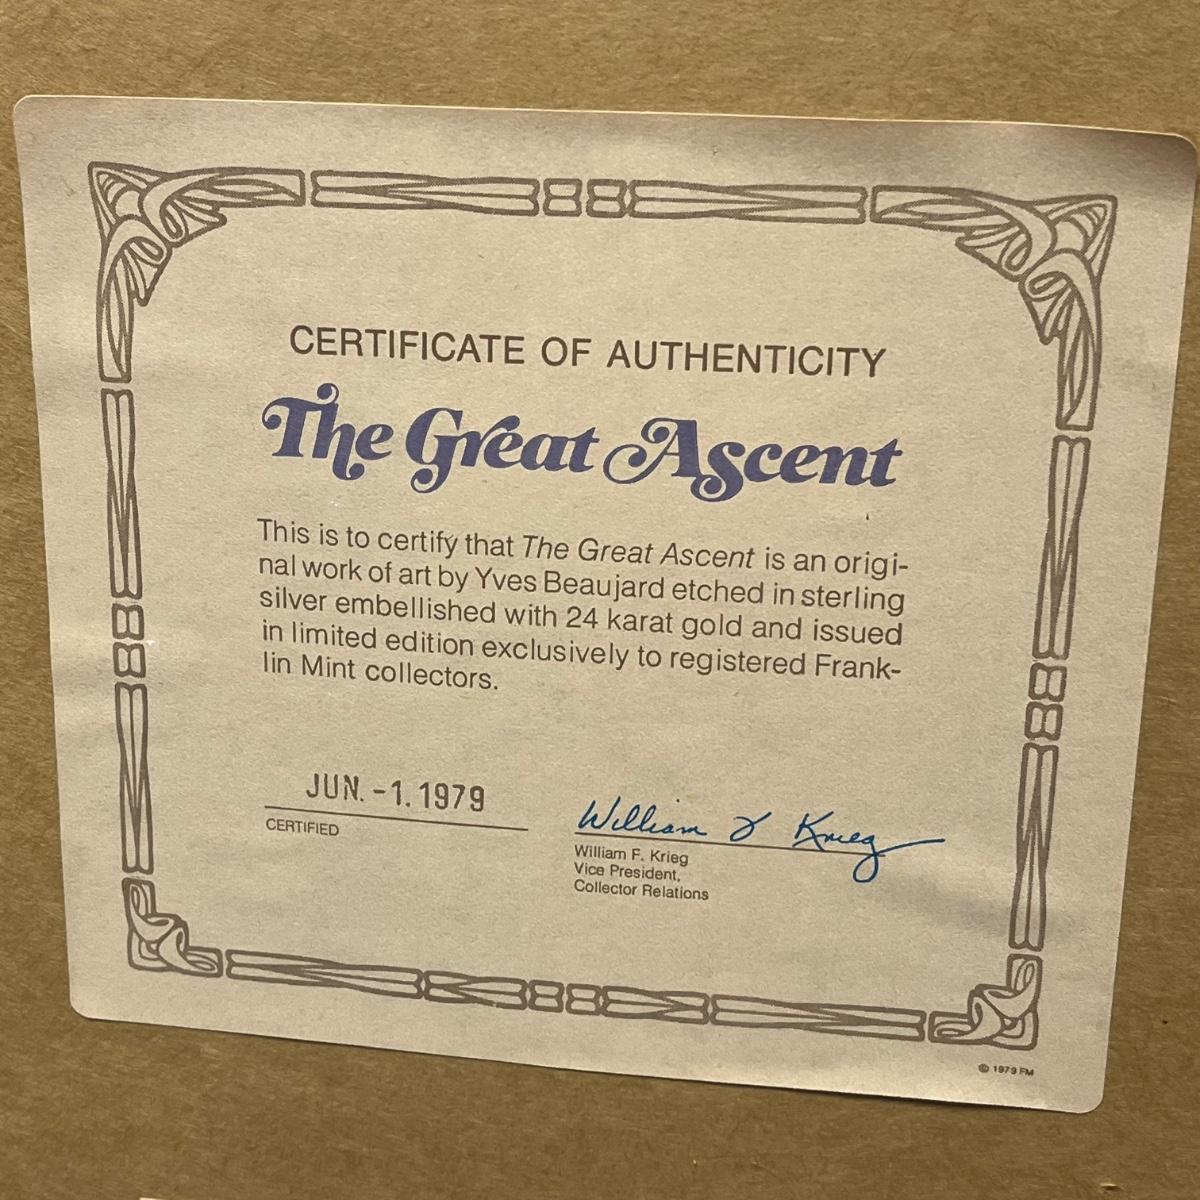 CERTIFICATE OF AUTHENTICITY
The Great Ascent
This is to certify that The Great Ascent is an origi-
nal work of art by Yves Beaujard etched in sterling
silver embellished with 24 karat gold and issued
in limited edition exclusively to registered Frank-
lin Mint collectors.
JUN. -1. 1979
CERTIFIED
William F Krieg
William F. Krieg
Vice President,
Collector Relations
© 1979 FM